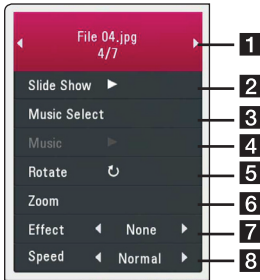 File 04.jpg 1
4/7
Slide Show 2
Music Select 3
Music 4
Rotate 5
Zoom 6
Effect None 7
Speed Normal 8